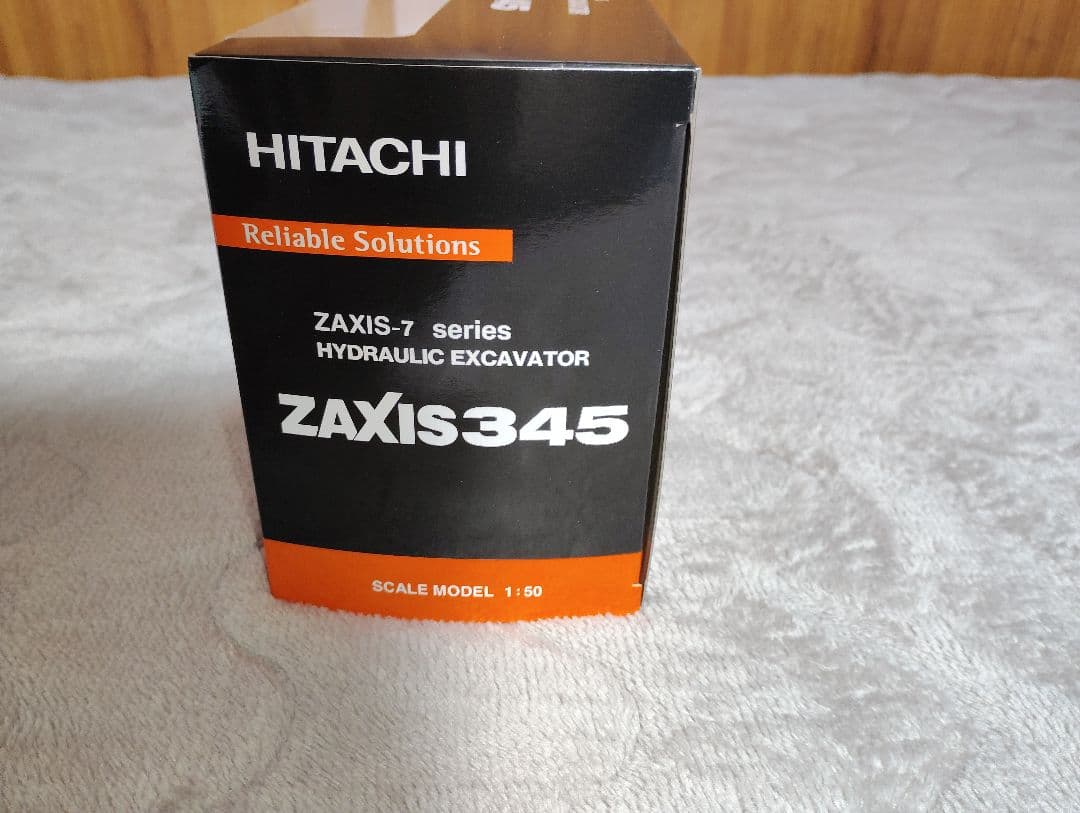 HITACHI
Reliable Solutions
ZAXIS-7 series
HYDRAULIC EXCAVATOR
ZAXIS345
SCALE MODEL 1:50